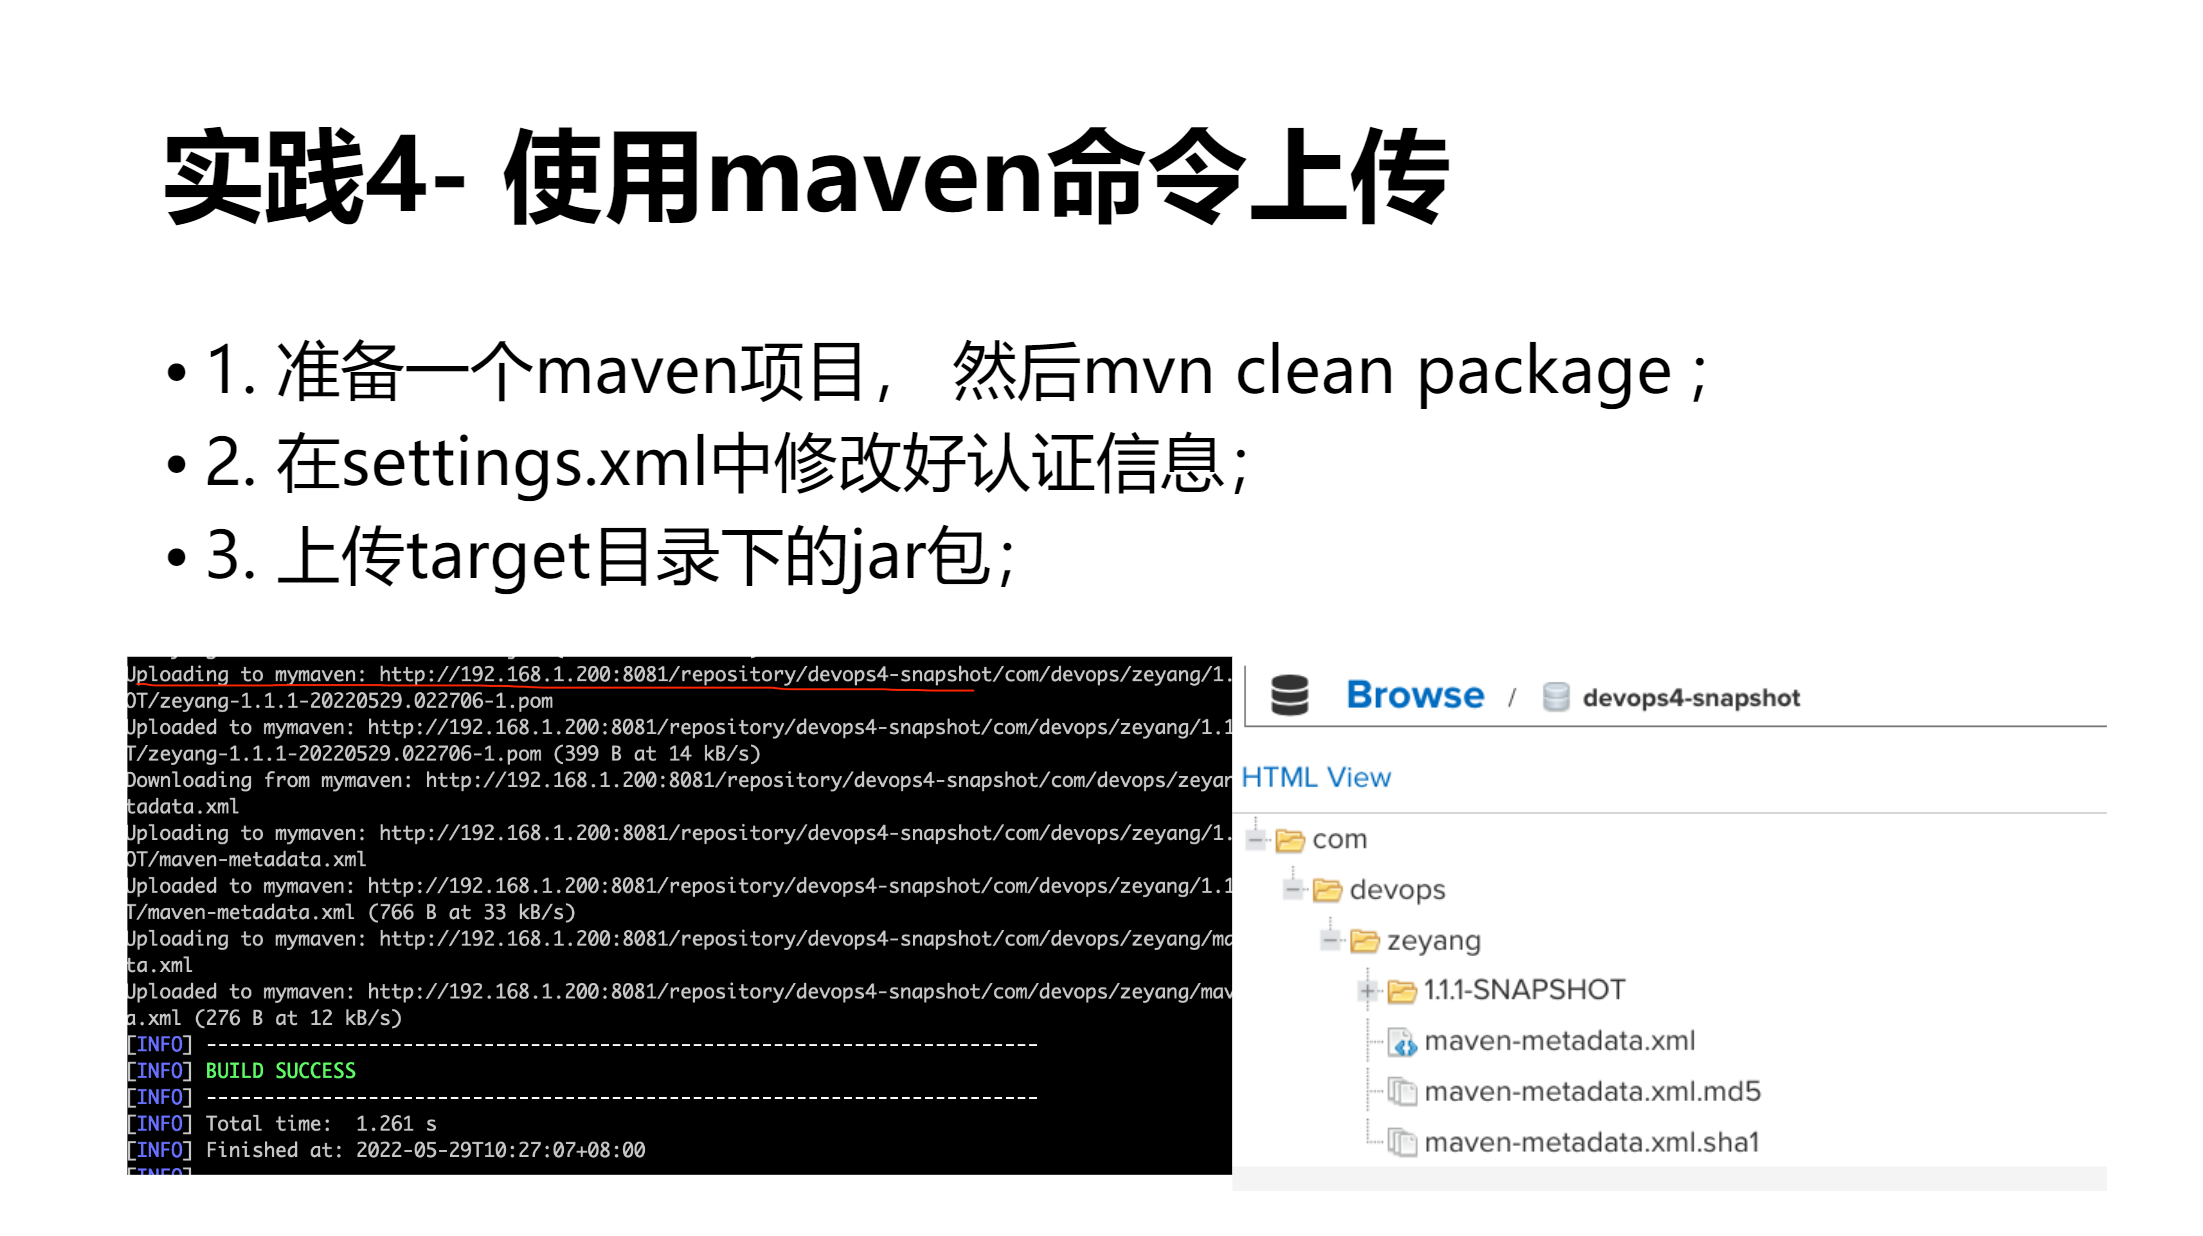 实践4- 使用maven命令上传
• 1. 准备一个maven项目， 然后mvn clean package ;
• 2. 在settings.xml中修改好认证信息；
• 3. 上传target目录下的jar包；
Uploading to mymaven: http://192.168.1.200:8081/repository/devops4-snapshot/com/devops/zeyang/1.
OT/zeyang-1.1.1-20220529.022706-1.pom
Uploaded to mymaven: http://192.168.1.200:8081/repository/devops4-snapshot/com/devops/zeyang/1.1
T/zeyang-1.1.1-20220529.022706-1.pom (399 B at 14 kB/s)
Downloading from mymaven: http://192.168.1.200:8081/repository/devops4-snapshot/com/devops/zeyan
tadata.xml
Uploading to mymaven: http://192.168.1.200:8081/repository/devops4-snapshot/com/devops/zeyang/1.
OT/maven-metadata.xml
Uploaded to mymaven: http://192.168.1.200:8081/repository/devops4-snapshot/com/devops/zeyang/1.1
T/maven-metadata.xml (766 B at 33 kB/s)
Uploading to mymaven: http://192.168.1.200:8081/repository/devops4-snapshot/com/devops/zeyang/ma
ta.xml
Uploaded to mymaven: http://192.168.1.200:8081/repository/devops4-snapshot/com/devops/zeyang/mav
a.xml (276 B at 12 kB/s)
[INFO] ------------------------------------------------------------------------
[INFO] BUILD SUCCESS
[INFO] ------------------------------------------------------------------------
[INFO] Total time:  1.261 s
[INFO] Finished at: 2022-05-29T10:27:07+08:00
[INFO]
Browse / devops4-snapshot
HTML View
com
devops
zeyang
1.1.1-SNAPSHOT
maven-metadata.xml
maven-metadata.xml.md5
maven-metadata.xml.sha1